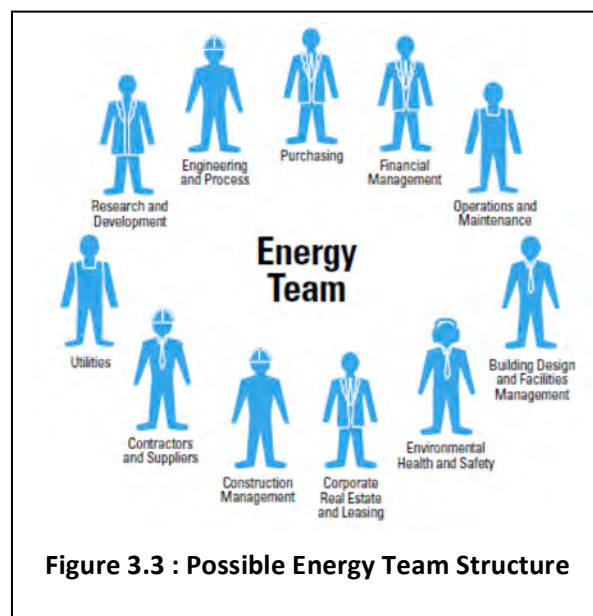 Purchasing
Engineering
and Process
Financial
Management
Research and
Development
Operations and
Maintenance
Energy
Team
Utilities
Building Design
and Facilities
Management
Contractors
and Suppliers
Environmental
Health and Safety
Construction
Management
Corporate
Real Estate
and Leasing
Figure 3.3 : Possible Energy Team Structure